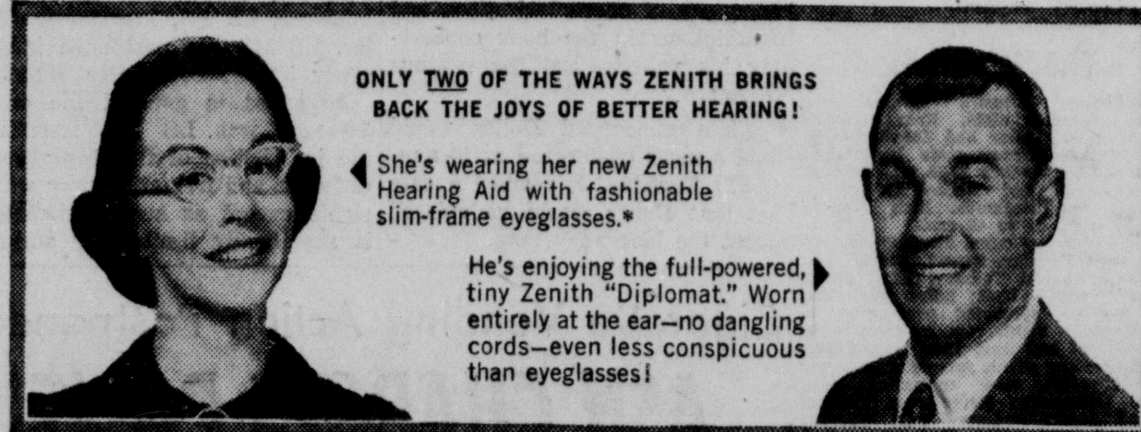 ONLY TWO OF THE WAYS ZENITH BRINGS
BACK THE JOYS OF BETTER HEARING!
She's wearing her new Zenith
Hearing Aid with fashionable
slim-frame eyeglasses.*
He's enjoying the full-powered,
tiny Zenith “Diplomat.” Worn
entirely at the ear—no dangling
cords—even less conspicuous
than eyeglasses!